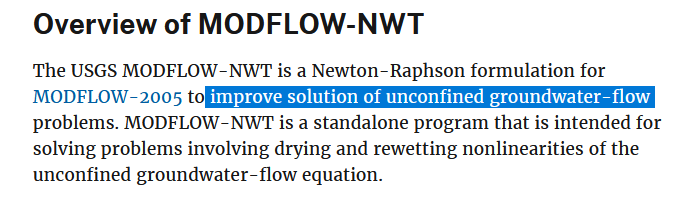 Overview of MODFLOW-NWT
The USGS MODFLOW-NWT is a Newton-Raphson formulation for
MODFLOW-2005 to improve solution of unconfined groundwater-flow
problems. MODFLOW-NWT is a standalone program that is intended for
solving problems involving drying and rewetting nonlinearities of the
unconfined groundwater-flow equation.